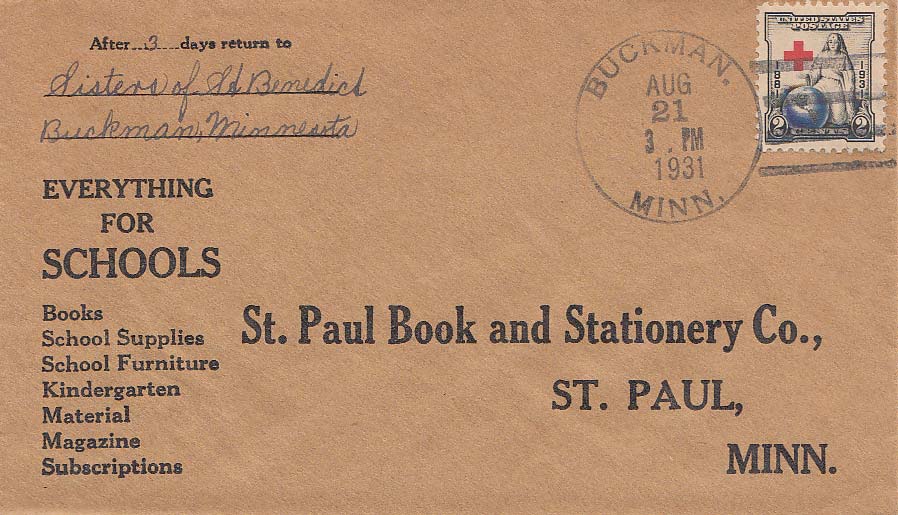 After...3....days return to
Sisters of St Benedict
Buckman, Minnesota
EVERYTHING
FOR
SCHOOLS
Books
School Supplies
School Furniture
Kindergarten
Material
Magazine
Subscriptions
BUCKMAN.
AUG
21
3 . PM
1931
MINN.
UNITED STATES
POSTAGE
1881
1931
2 CENTS 2
St. Paul Book and Stationery Co.,
ST. PAUL,
MINN.